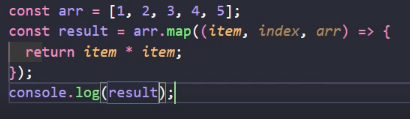 const arr = [1, 2, 3, 4, 5];
const result = arr.map((item, index, arr) => {
  return item * item;
});
console.log(result);